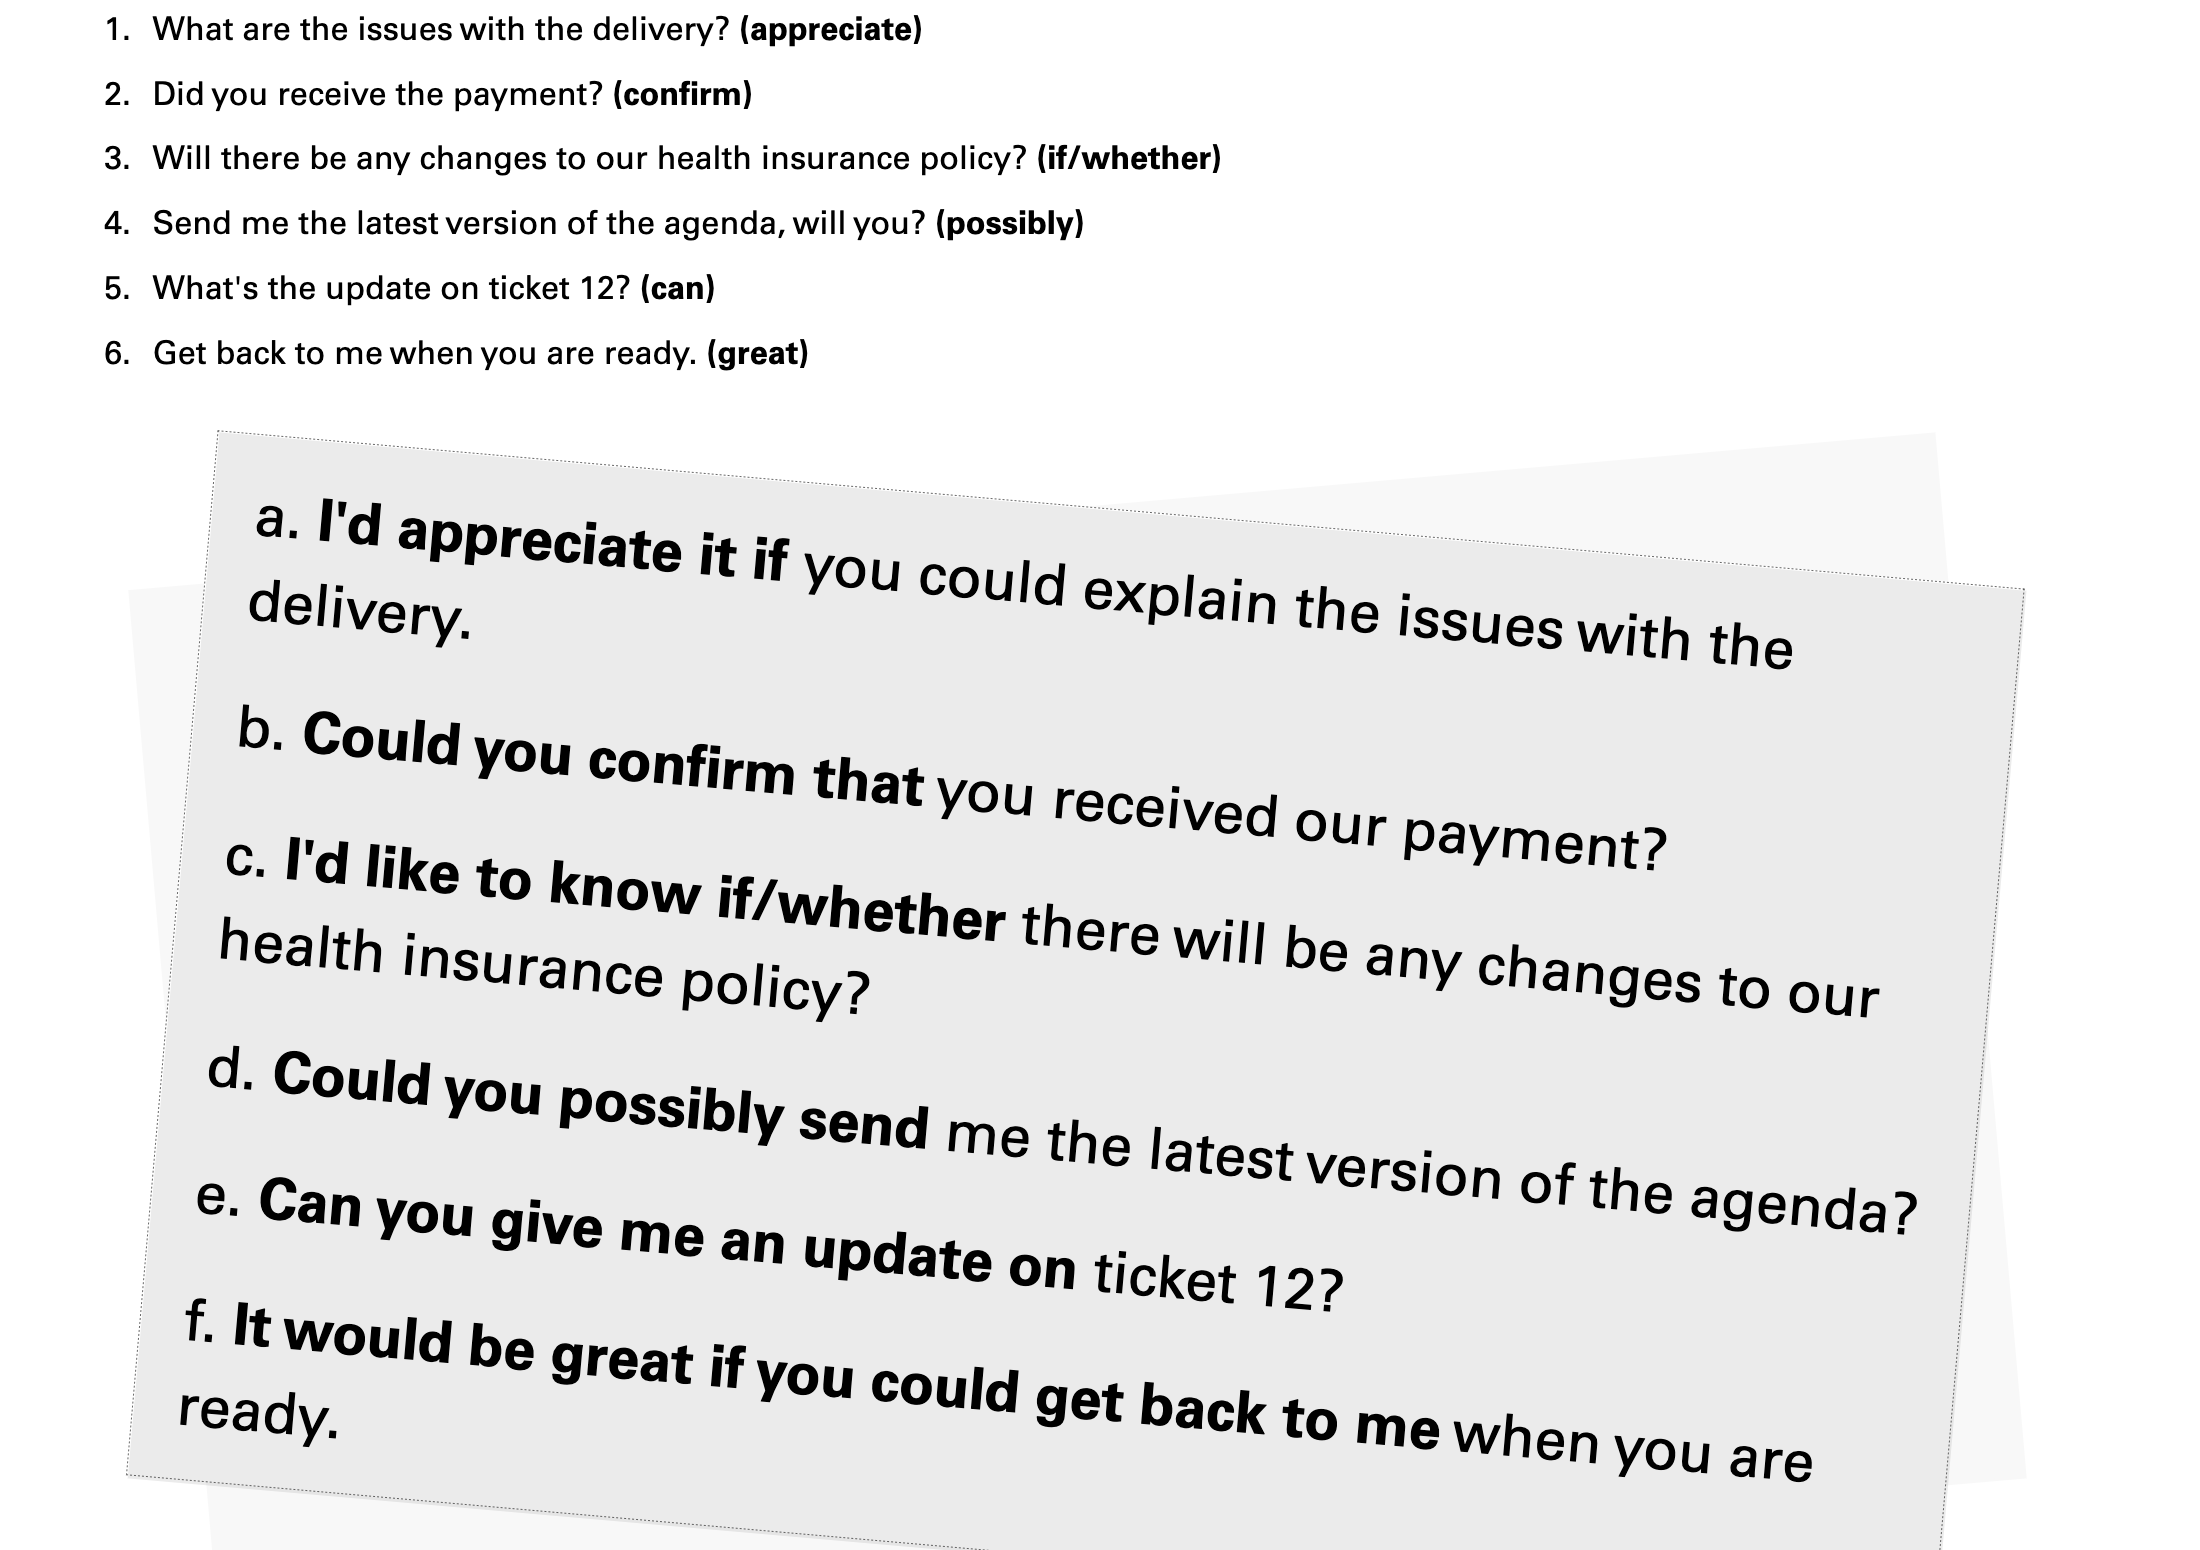 1. What are the issues with the delivery? (appreciate)
2. Did you receive the payment? (confirm)
3. Will there be any changes to our health insurance policy? (if/whether)
4. Send me the latest version of the agenda, will you? (possibly)
5. What's the update on ticket 12? (can)
6. Get back to me when you are ready. (great)
a. I'd appreciate it if you could explain the issues with the
delivery.
b. Could you confirm that you received our payment?
c. I'd like to know if/whether there will be any changes to our
health insurance policy?
d. Could you possibly send me the latest version of the agenda?
e. Can you give me an update on ticket 12?
f. It would be great if you could get back to me when you are
ready.